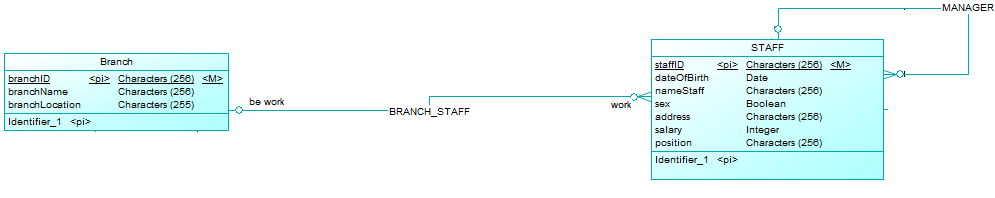 MANAGER
STAFF
staffID <pi> Characters (256) <M>
dateOfBirth Date
nameStaff Characters (256)
sex Boolean
address Characters (256)
salary Integer
position Characters (256)
Identifier_1 <pi>
Branch
branchID <pi> Characters (256) <M>
branchName Characters (256)
branchLocation Characters (255)
Identifier_1 <pi>
be work
BRANCH_STAFF
work